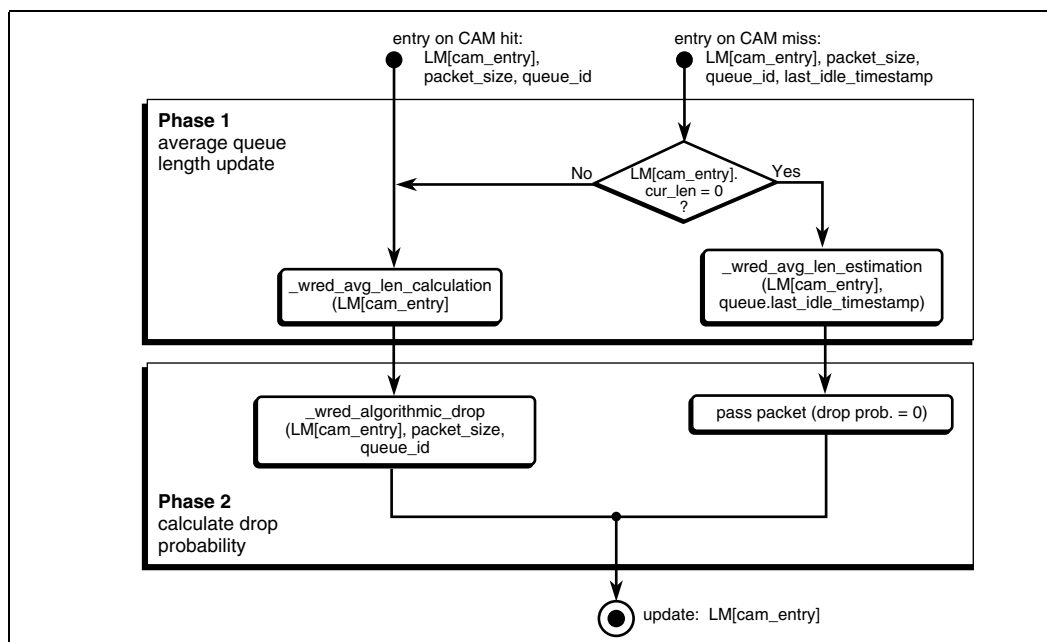 entry on CAM hit:
LM[cam_entry],
packet_size, queue_id
entry on CAM miss:
LM[cam_entry], packet_size,
queue_id, last_idle_timestamp
Phase 1
average queue
length update
No
LM[cam_entry].
cur_len = 0
?
Yes
_wred_avg_len_calculation
(LM[cam_entry]
_wred_avg_len_estimation
(LM[cam_entry],
queue.last_idle_timestamp)
_wred_algorithmic_drop
(LM[cam_entry], packet_size,
queue_id
pass packet (drop prob. = 0)
Phase 2
calculate drop
probability
update: LM[cam_entry]